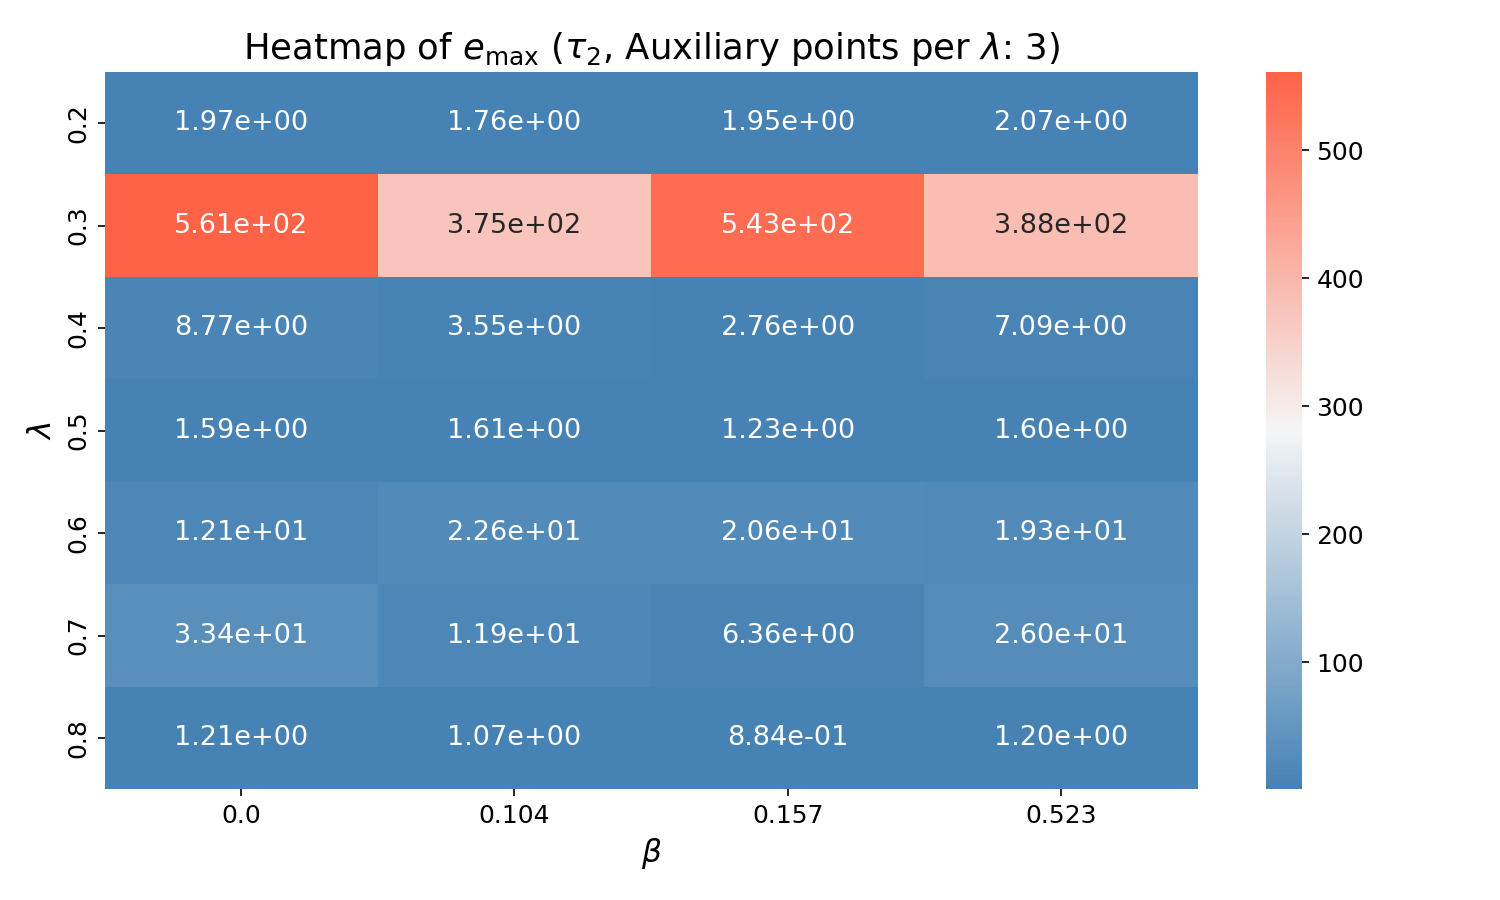 Heatmap of e_max (τ_2, Auxiliary points per λ: 3)
0.2 1.97e+00 1.76e+00 1.95e+00 2.07e+00
0.3 5.61e+02 3.75e+02 5.43e+02 3.88e+02
0.4 8.77e+00 3.55e+00 2.76e+00 7.09e+00
0.5 1.59e+00 1.61e+00 1.23e+00 1.60e+00
0.6 1.21e+01 2.26e+01 2.06e+01 1.93e+01
0.7 3.34e+01 1.19e+01 6.36e+00 2.60e+01
0.8 1.21e+00 1.07e+00 8.84e-01 1.20e+00
λ
0.0 0.104 0.157 0.523
β
500
400
300
200
100